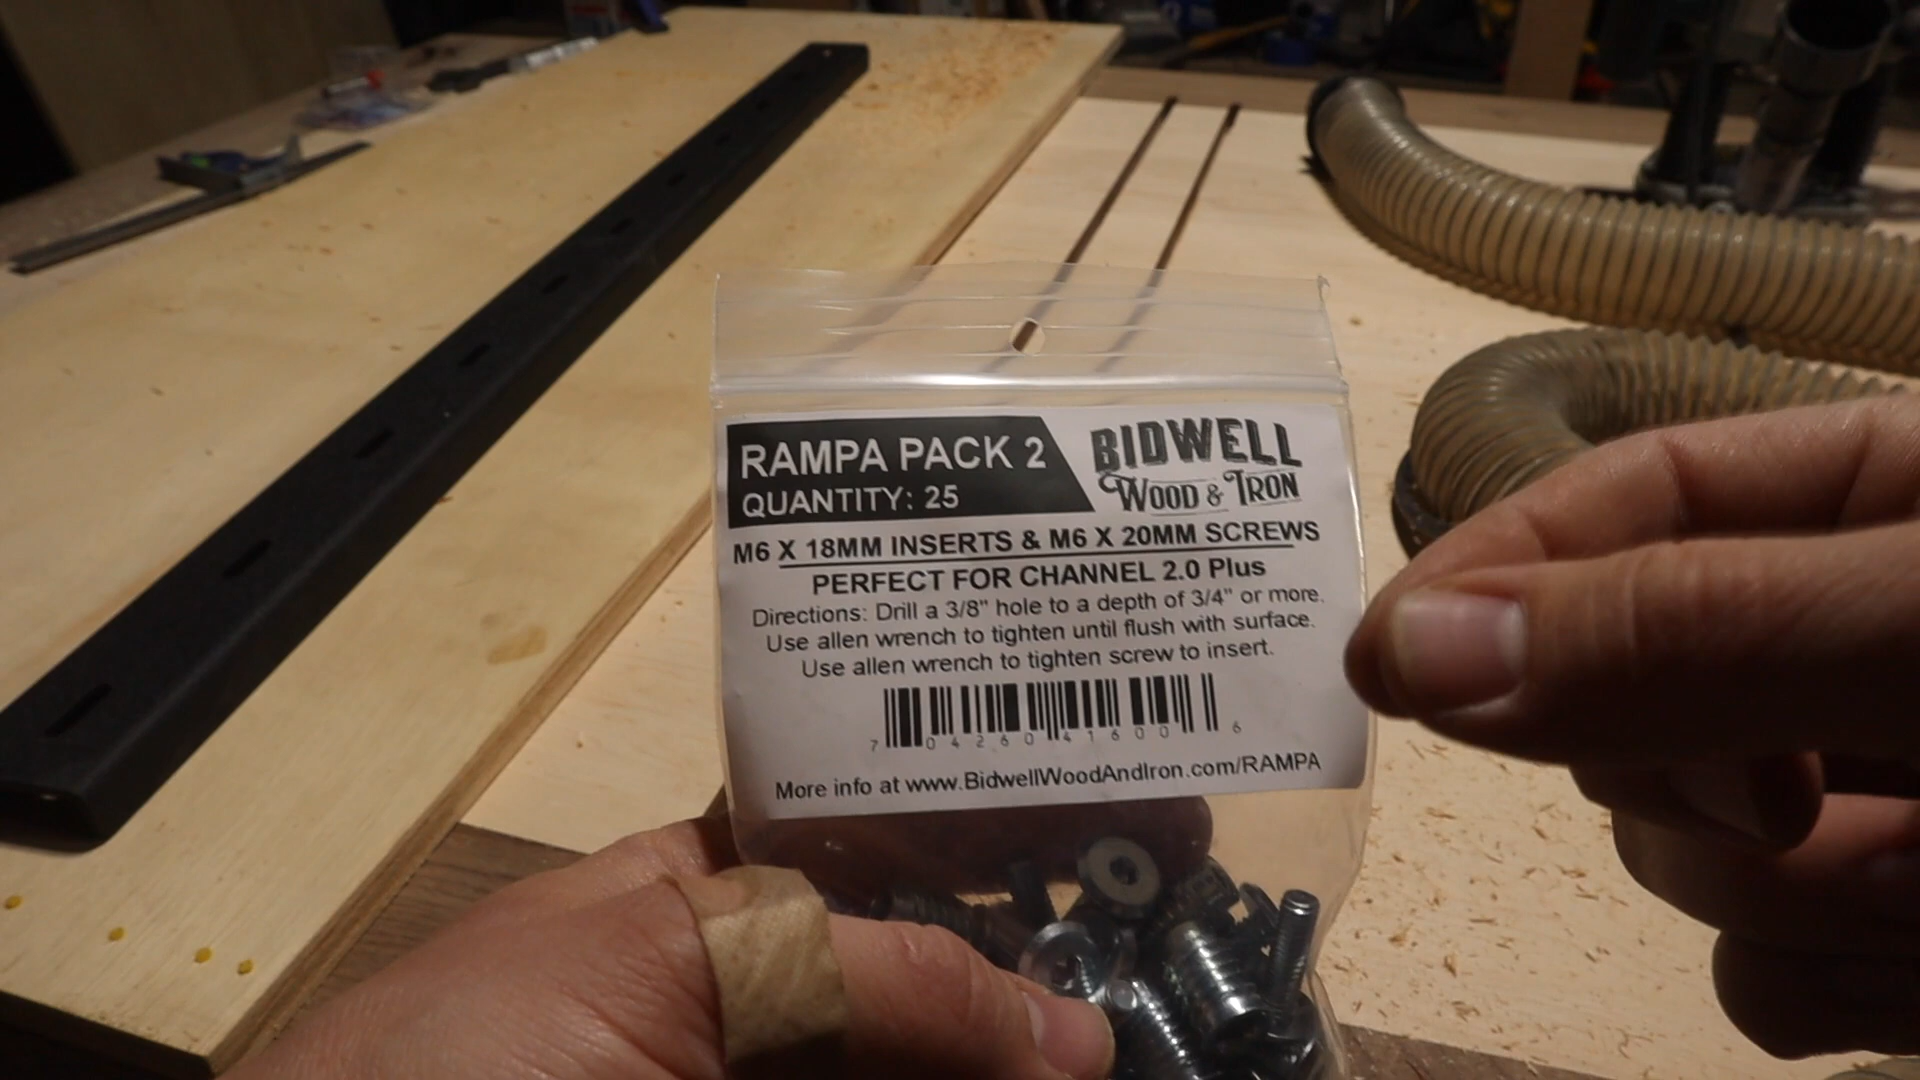 RAMPA PACK 2
QUANTITY: 25
BIDWELL
WOOD & IRON
M6 X 18MM INSERTS & M6 X 20MM SCREWS
PERFECT FOR CHANNEL 2.0 Plus
Directions: Drill a 3/8" hole to a depth of 3/4" or more.
Use allen wrench to tighten until flush with surface.
Use allen wrench to tighten screw to insert.
7 04260 41600 6
More info at www.BidwellWoodAndIron.com/RAMPA